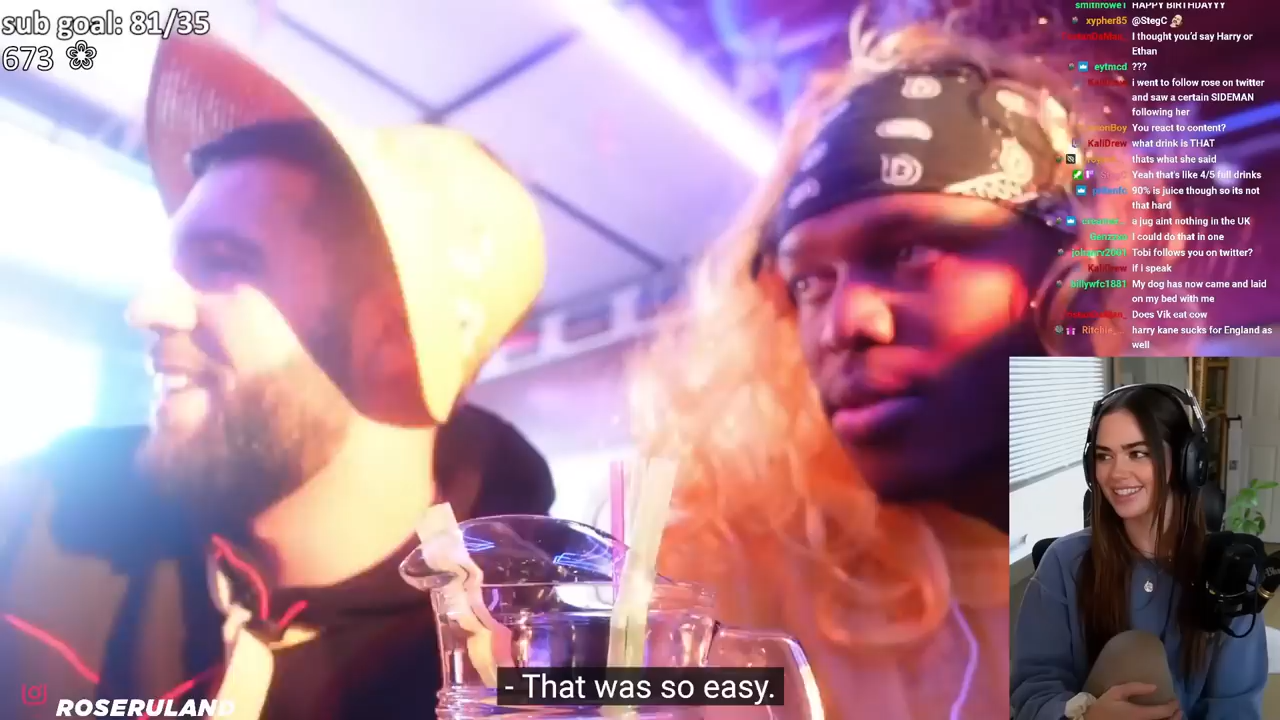 sub goal: 81/35
673
smithrowe1 HAPPY BIRTHDAYYY
xypher85 @StegC
I thought you'd say Harry or
Ethan
eytmcd ???
i went to follow rose on twitter
and saw a certain SIDEMAN
following her
You react to content?
KaliDrew what drink is THAT
thats what she said
Yeah that's like 4/5 full drinks
90% is juice though so its not
that hard
a jug aint nothing in the UK
I could do that in one
johnny2001 Tobi follows you on twitter?
KaliDrew If i speak
billywfc1881 My dog has now came and laid
on my bed with me
Does Vik eat cow
Ritchie_... harry kane sucks for England as
well
- That was so easy.
ROSERULAND